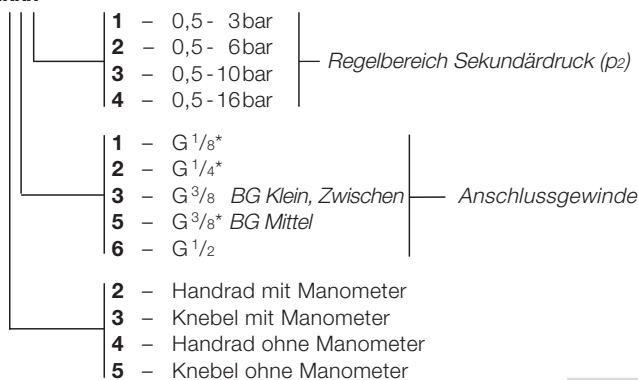 1 – 0,5 - 3 bar
2 – 0,5 - 6 bar
3 – 0,5 - 10 bar
4 – 0,5 - 16 bar
Regelbereich Sekundärdruck (p2)
1 – G 1/8*
2 – G 1/4*
3 – G 3/8 BG Klein, Zwischen
5 – G 3/8* BG Mittel
6 – G 1/2
Anschlussgewinde
2 – Handrad mit Manometer
3 – Knebel mit Manometer
4 – Handrad ohne Manometer
5 – Knebel ohne Manometer